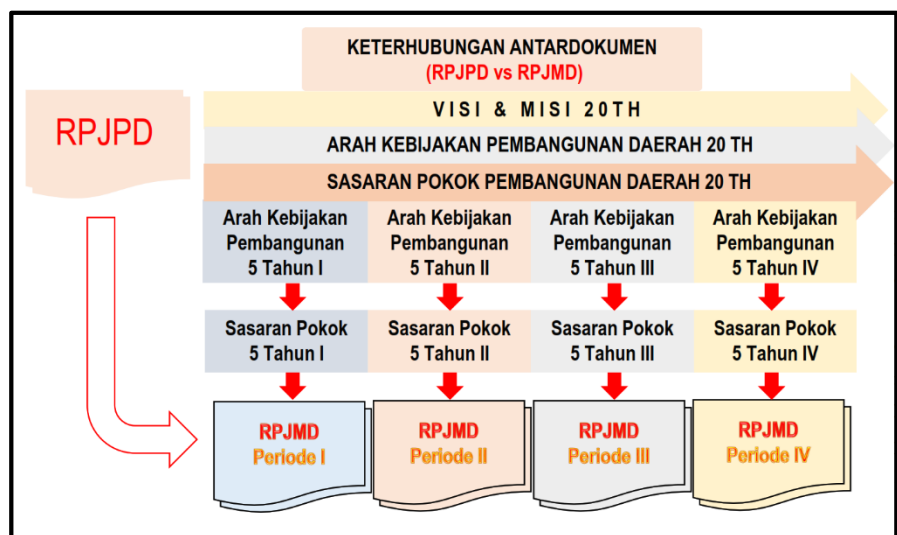 KETERHUBUNGAN ANTARDOKUMEN
(RPJPD vs RPJMD)
RPJPD
VISI & MISI 20TH
ARAH KEBIJAKAN PEMBANGUNAN DAERAH 20 TH
SASARAN POKOK PEMBANGUNAN DAERAH 20 TH
Arah Kebijakan
Pembangunan
5 Tahun I
Arah Kebijakan
Pembangunan
5 Tahun II
Arah Kebijakan
Pembangunan
5 Tahun III
Arah Kebijakan
Pembangunan
5 Tahun IV
Sasaran Pokok
5 Tahun I
Sasaran Pokok
5 Tahun II
Sasaran Pokok
5 Tahun III
Sasaran Pokok
5 Tahun IV
RPJMD
Periode I
RPJMD
Periode II
RPJMD
Periode III
RPJMD
Periode IV